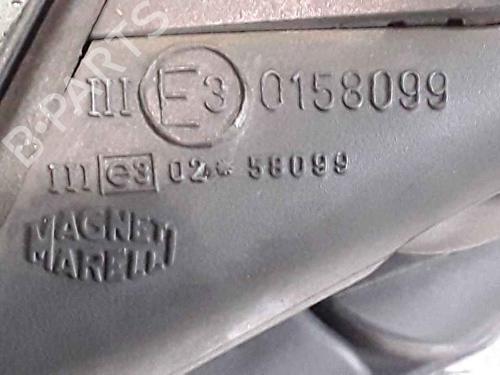 B-PARTS
III E3 0158099
III e3 02*58099
MAGNETI
MARELLI